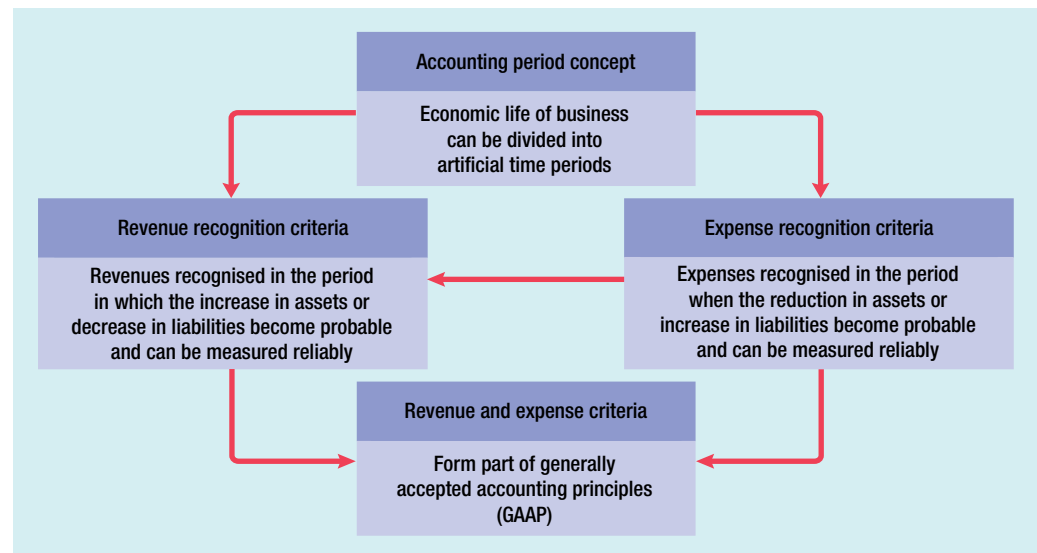 Accounting period concept
Economic life of business
can be divided into
artificial time periods
Revenue recognition criteria
Revenues recognised in the period
in which the increase in assets or
decrease in liabilities become probable
and can be measured reliably
Expense recognition criteria
Expenses recognised in the period
when the reduction in assets or
increase in liabilities become probable
and can be measured reliably
Revenue and expense criteria
Form part of generally
accepted accounting principles
(GAAP)